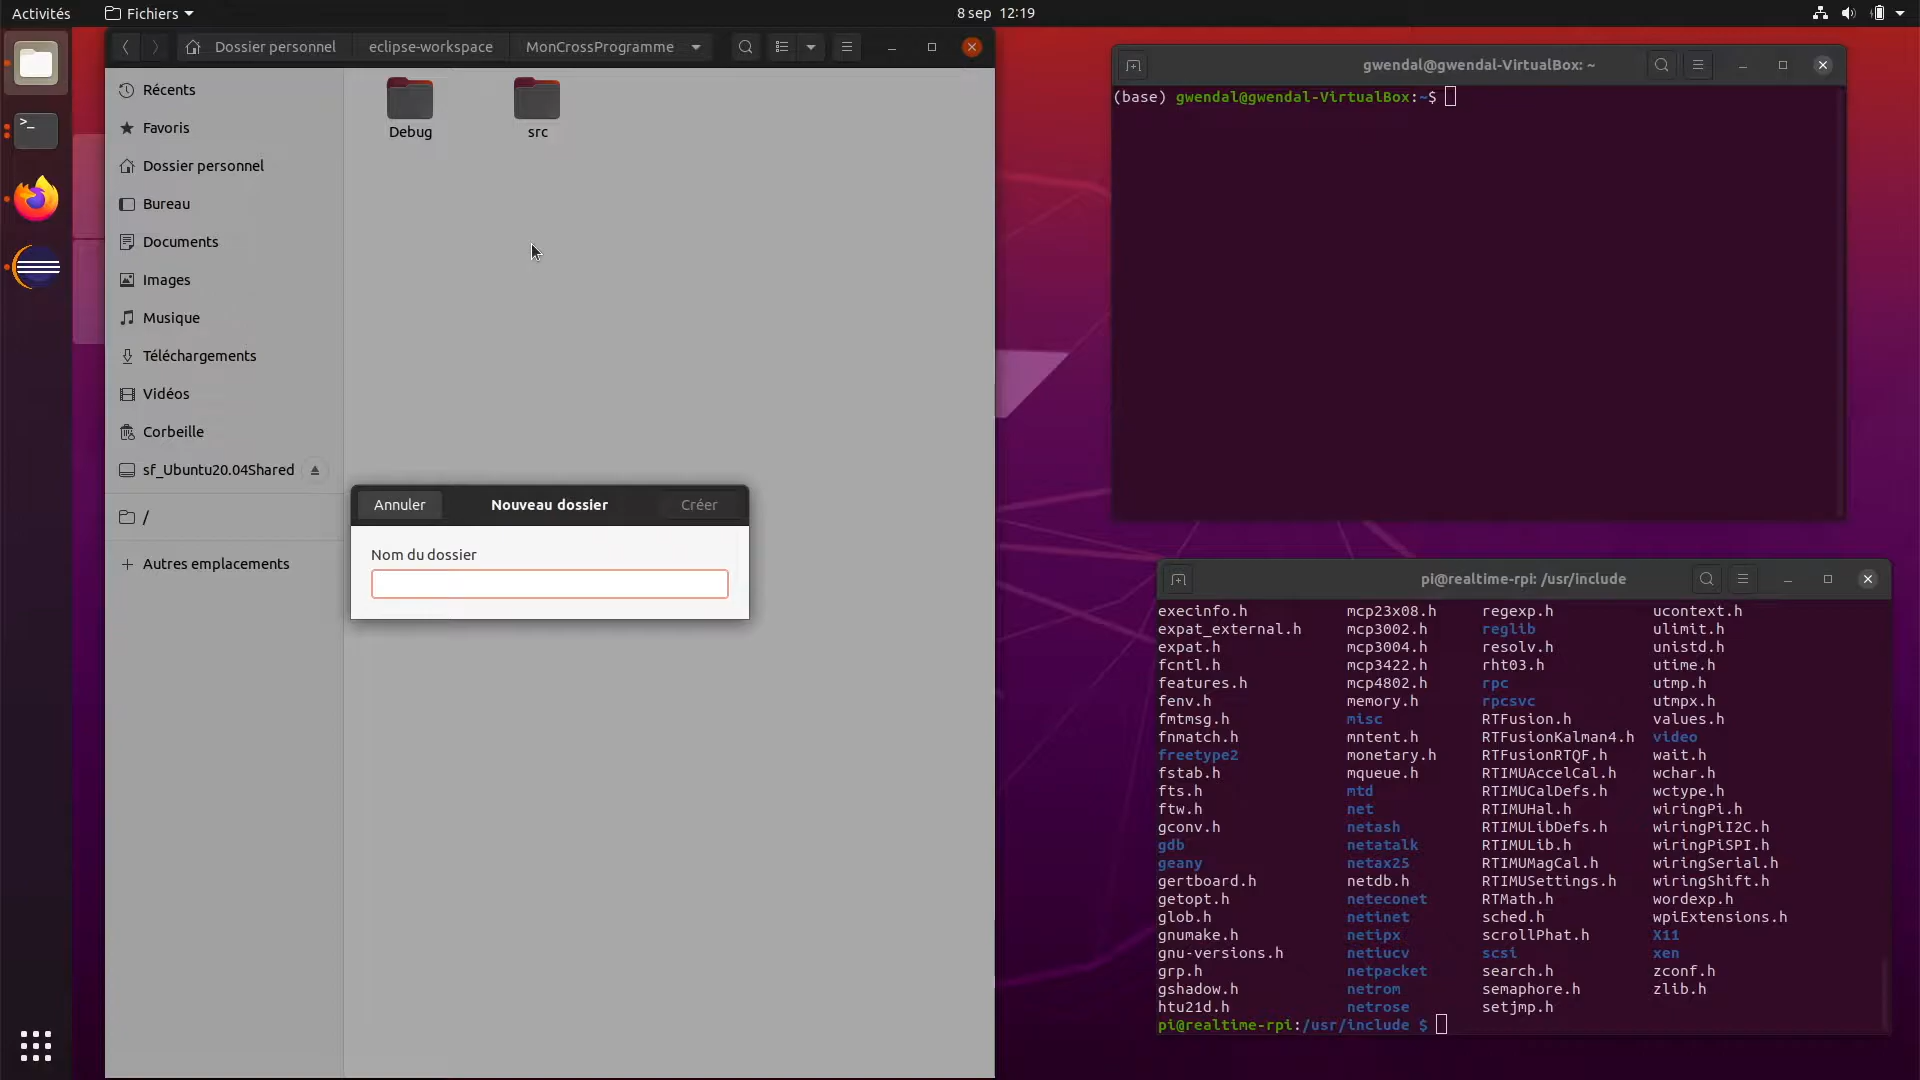 Activités
Fichiers
8 sep 12:19
Dossier personnel
eclipse-workspace
MonCrossProgramme
Récents
Favoris
Dossier personnel
Bureau
Documents
Images
Musique
Téléchargements
Vidéos
Corbeille
sf_Ubuntu20.04Shared
/
Autres emplacements
Debug
src
Annuler
Nouveau dossier
Créer
Nom du dossier
gwendal@gwendal-VirtualBox: ~
(base) gwendal@gwendal-VirtualBox:~$
pi@realtime-rpi: /usr/include
execinfo.h mcp23x08.h regexp.h ucontext.h
expat_external.h mcp3002.h reglib ulimit.h
expat.h mcp3004.h resolv.h unistd.h
fcntl.h mcp3422.h rht03.h utime.h
features.h mcp4802.h rpc utmp.h
fenv.h memory.h rpcsvc utmpx.h
fmtmsg.h misc RTFusion.h values.h
fnmatch.h mntent.h RTFusionKalman4.h video
freetype2 monetary.h RTFusionRTQF.h wait.h
fstab.h mqueue.h RTIMUAccelCal.h wchar.h
fts.h mtd RTIMUCalDefs.h wctype.h
ftw.h net RTIMUHal.h wiringPi.h
gconv.h netash RTIMULibDefs.h wiringPiI2C.h
gdb netatalk RTIMULib.h wiringPiSPI.h
geany netax25 RTIMUMagCal.h wiringSerial.h
gertboard.h netdb.h RTIMUSettings.h wiringShift.h
getopt.h neteconet RTMath.h wordexp.h
glob.h netinet sched.h wpiExtensions.h
gnumake.h netipx scrollPhat.h X11
gnu-versions.h netiucv scsi xen
grp.h netpacket search.h zconf.h
gshadow.h netrom semaphore.h zlib.h
htu21d.h netrose setjmp.h
pi@realtime-rpi:/usr/include $